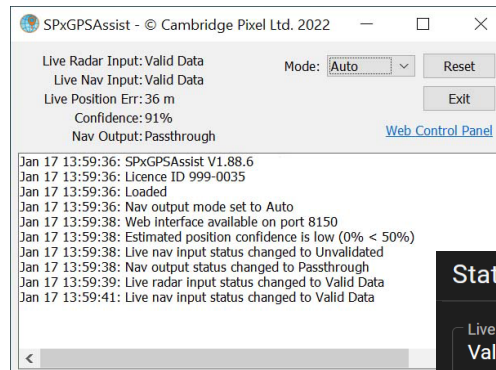 SPxGPSAssist - © Cambridge Pixel Ltd. 2022
Live Radar Input: Valid Data
Live Nav Input: Valid Data
Live Position Err: 36 m
Confidence: 91%
Nav Output: Passthrough
Mode: Auto
Reset
Exit
Web Control Panel
Jan 17 13:59:36: SPxGPSAssist V1.88.6
Jan 17 13:59:36: Licence ID 999-0035
Jan 17 13:59:36: Loaded
Jan 17 13:59:36: Nav output mode set to Auto
Jan 17 13:59:38: Web interface available on port 8150
Jan 17 13:59:38: Estimated position confidence is low (0% < 50%)
Jan 17 13:59:38: Live nav input status changed to Unvalidated
Jan 17 13:59:38: Nav output status changed to Passthrough
Jan 17 13:59:39: Live radar input status changed to Valid Data
Jan 17 13:59:41: Live nav input status changed to Valid Data
Stat
Live
Val